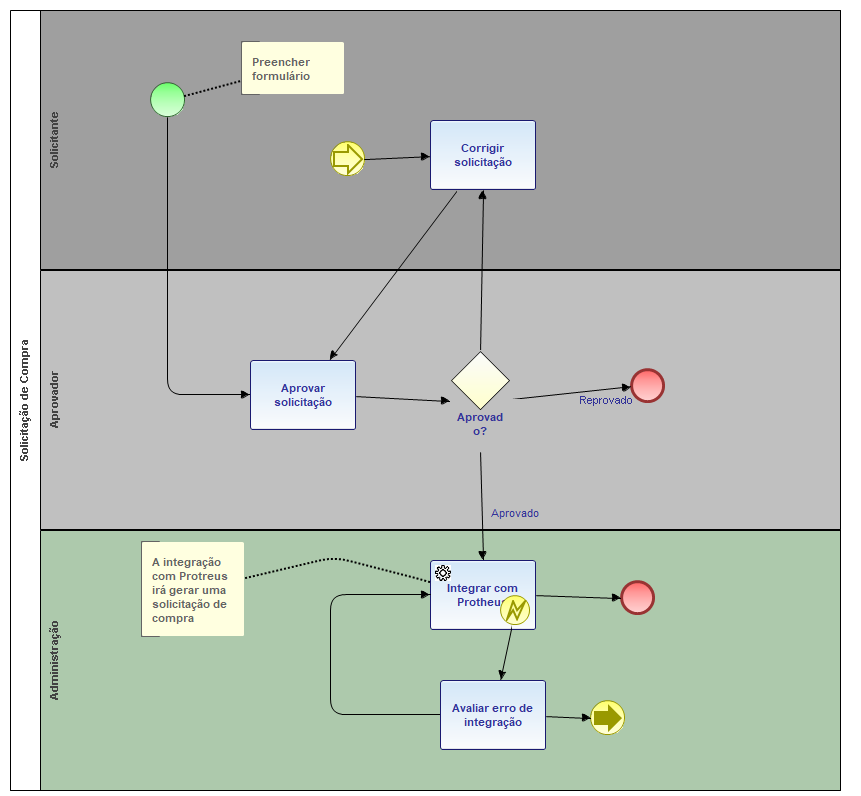 Solicitação de Compra
Solicitante
Preencher
formulário
Corrigir
solicitação
Aprovador
Aprovar
solicitação
Aprovad
o?
Reprovado
Aprovado
Administração
A integração
com Protreus
irá gerar uma
solicitação de
compra
Integrar com
Protheus
Avaliar erro de
integração